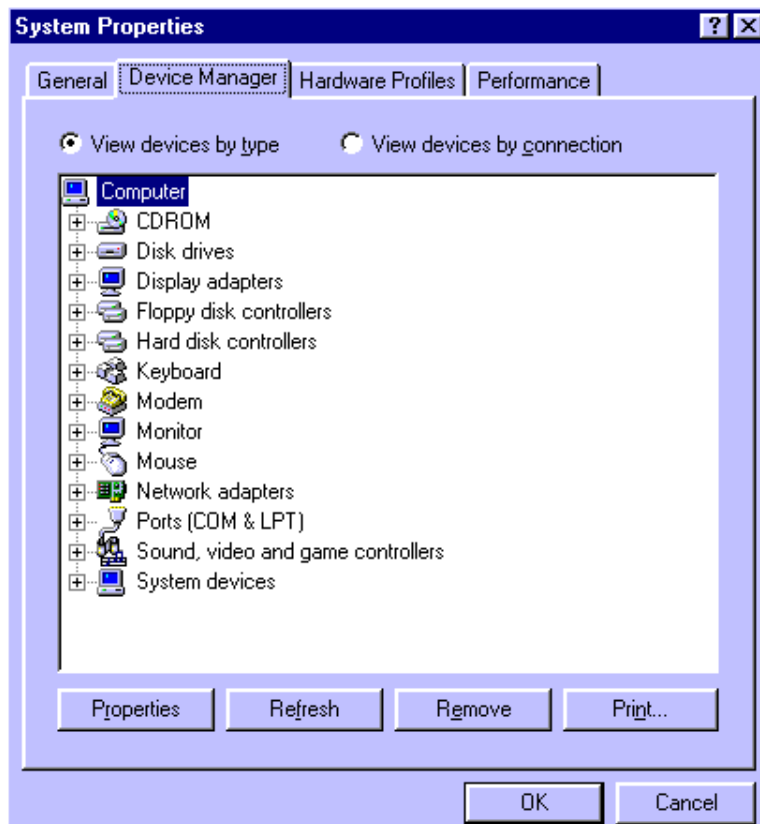 System Properties
General Device Manager Hardware Profiles Performance
View devices by type View devices by connection
Computer
CDROM
Disk drives
Display adapters
Floppy disk controllers
Hard disk controllers
Keyboard
Modem
Monitor
Mouse
Network adapters
Ports (COM & LPT)
Sound, video and game controllers
System devices
Properties Refresh Remove Print...
OK Cancel